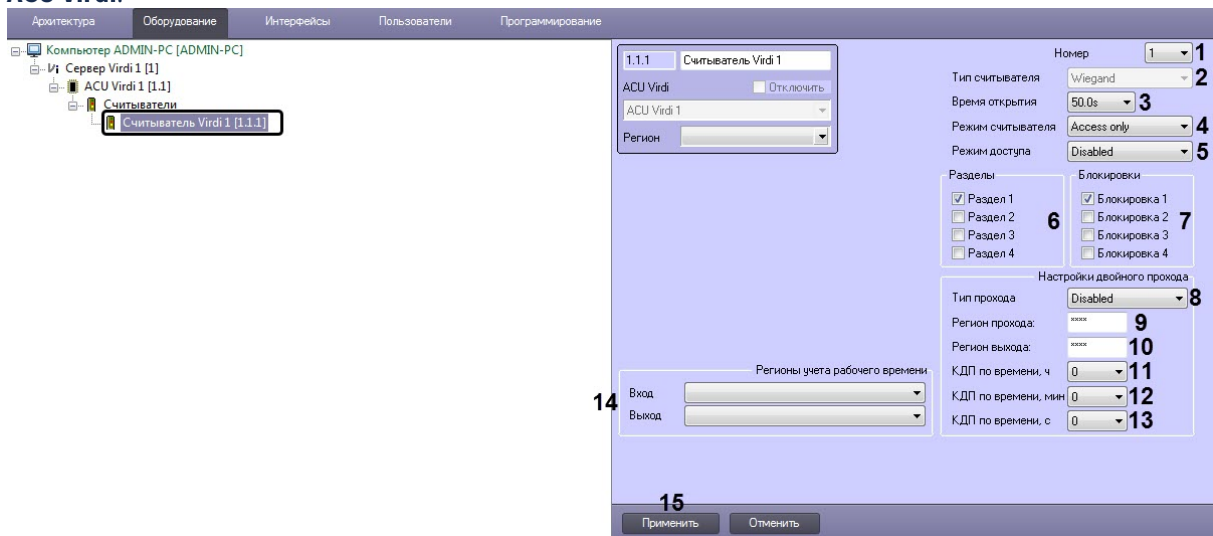 ACU Virdi.
Архитектура Оборудование Интерфейсы Пользователи Программирование
Компьютер ADMIN-PC [ADMIN-PC]
Сервер Virdi 1 [1]
ACU Virdi 1 [1.1]
Считыватели
Считыватель Virdi 1 [1.1.1]
1.1.1 Считыватель Virdi 1
ACU Virdi Отключить
ACU Virdi 1
Регион
Номер 1 1
Тип считывателя Wiegand 2
Время открытия 50.0s 3
Режим считывателя Access only 4
Режим доступа Disabled 5
Разделы
Раздел 1
Раздел 2
Раздел 3
Раздел 4
6
Блокировки
Блокировка 1
Блокировка 2
Блокировка 3
Блокировка 4
7
Настройки двойного прохода
Тип прохода Disabled 8
Регион прохода: **** 9
Регион выхода: **** 10
КДП по времени, ч 0 11
КДП по времени, мин 0 12
КДП по времени, с 0 13
Регионы учета рабочего времени
14
Вход
Выход
15
Применить Отменить